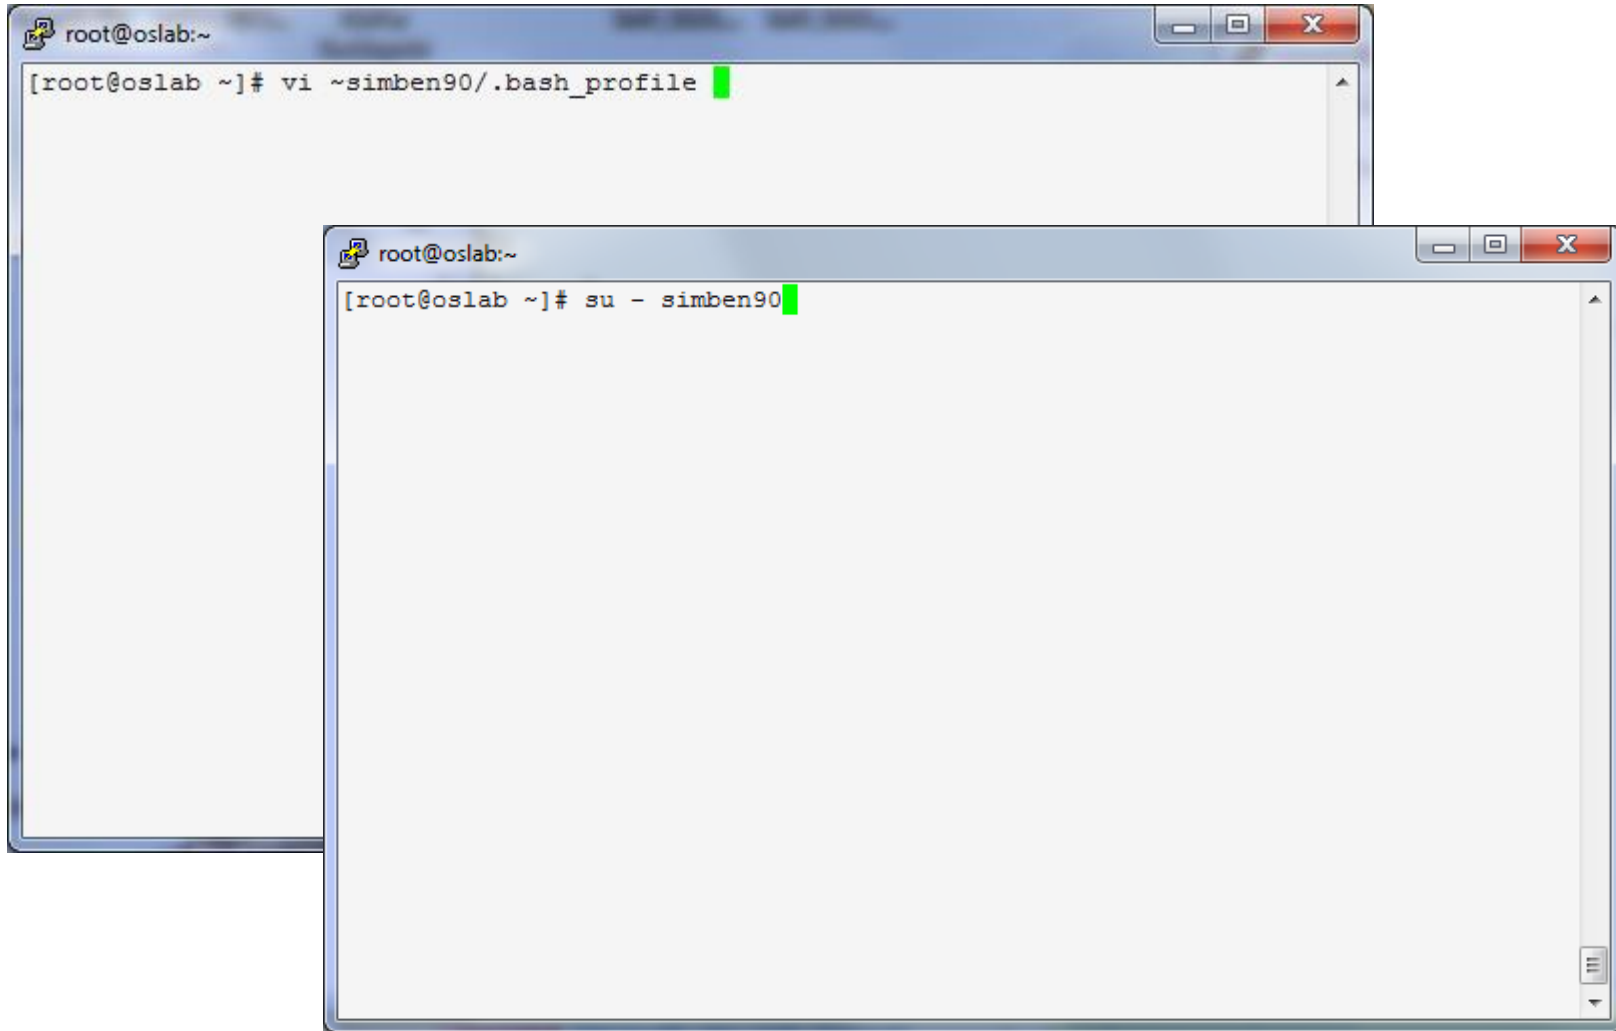 root@oslab:~
[root@oslab ~]# vi ~simben90/.bash_profile
root@oslab:~
[root@oslab ~]# su - simben90